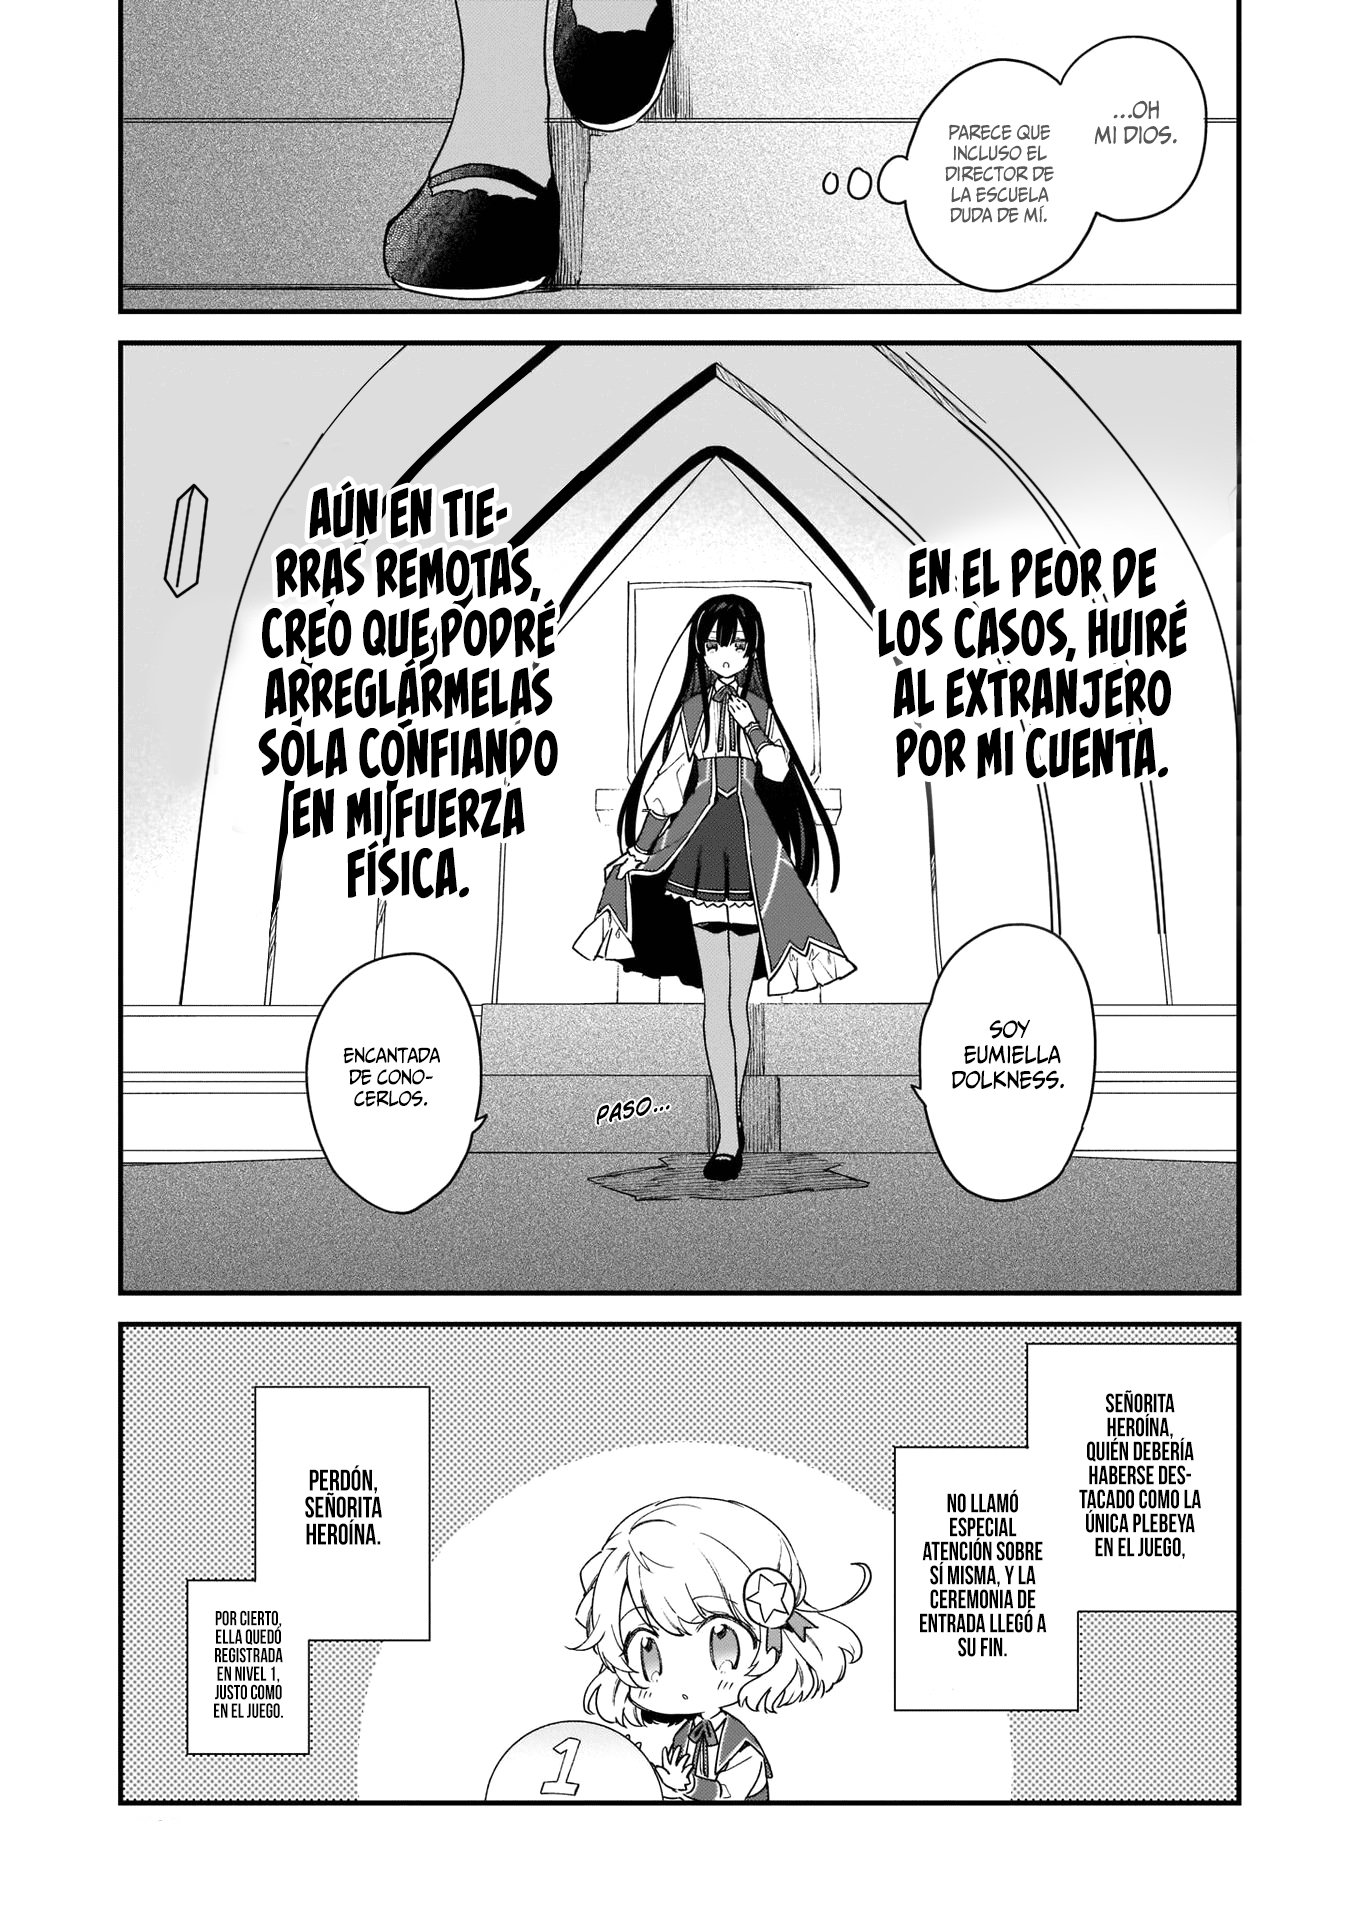 ...OH
MI DIOS.
PARECE QUE
INCLUSO EL
DIRECTOR DE
LA ESCUELA
DUDA DE MÍ.
EN EL PEOR DE
LOS CASOS, HUIRÉ
AL EXTRANJERO
POR MI CUENTA.
AÚN EN TIE-
RRAS REMOTAS,
CREO QUE PODRÉ
ARREGLÁRMELAS
SOLA CONFIANDO
EN MI FUERZA
FÍSICA.
SOY
EUMIELLA
DOLKNESS.
PASO...
ENCANTADA
DE CONO-
CERLOS.
SEÑORITA
HEROÍNA,
QUIÉN DEBERÍA
HABERSE DES-
TACADO COMO LA
ÚNICA PLEBEYA
EN EL JUEGO,
NO LLAMÓ
ESPECIAL
ATENCIÓN SOBRE
SÍ MISMA, Y LA
CEREMONIA DE
ENTRADA LLEGÓ A
SU FIN.
PERDÓN,
SEÑORITA
HEROÍNA.
POR CIERTO,
ELLA QUEDÓ
REGISTRADA
EN NIVEL 1,
JUSTO COMO
EN EL JUEGO.
1